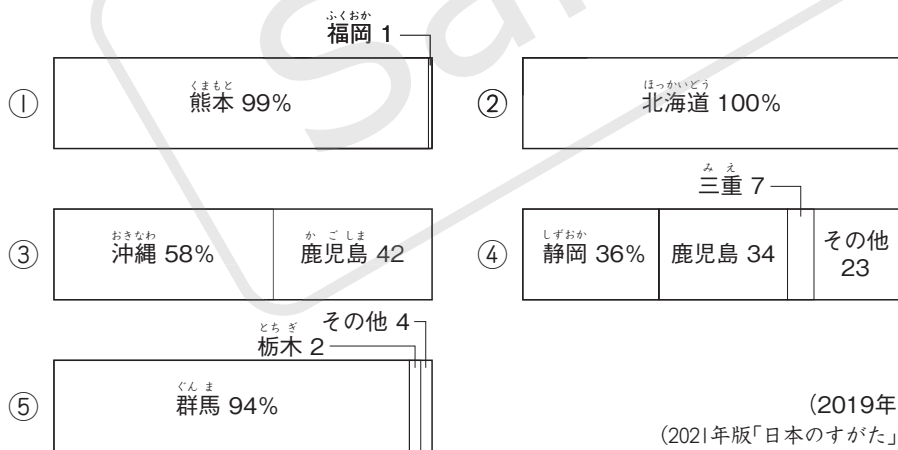 ふくおか
福岡 1
①
くまもと
熊本 99%
②
ほっかいどう
北海道 100%
みえ
三重 7
③
おきなわ
沖縄 58%
かごしま
鹿児島 42
④
しずおか
静岡 36%
鹿児島 34
その他
23
とちぎ
栃木 2
その他 4
⑤
ぐんま
群馬 94%
(2019年
(2021年版「日本のすがた」